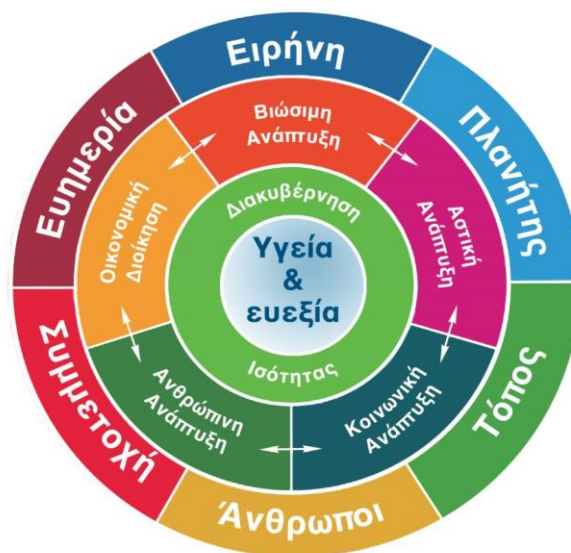 Ειρήνη
Πλανήτης
Τόπος
Άνθρωποι
Συμμετοχή
Ευημερία
Βιώσιμη
Ανάπτυξη
Αστική
Ανάπτυξη
Κοινωνική
Ανάπτυξη
Ανθρώπινη
Ανάπτυξη
Οικονομική
Διοίκηση
Διακυβέρνηση
Ισότητας
Υγεία
&
ευεξία